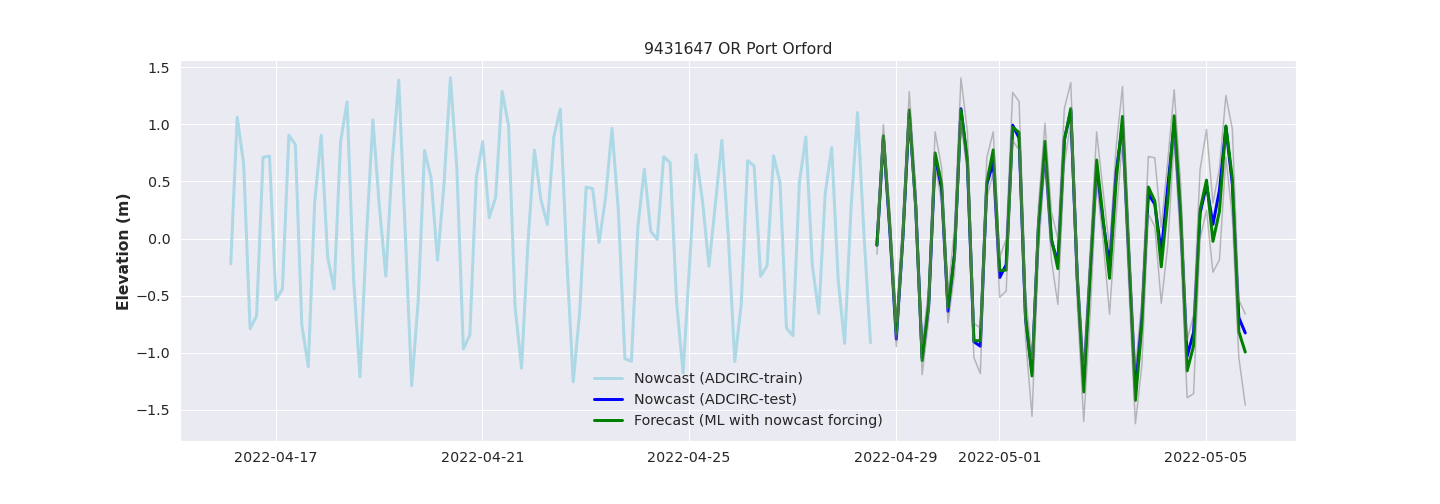 9431647 OR Port Orford
Elevation (m)
1.5
1.0
0.5
0.0
−0.5
−1.0
−1.5
Nowcast (ADCIRC-train)
Nowcast (ADCIRC-test)
Forecast (ML with nowcast forcing)
2022-04-17 2022-04-21 2022-04-25 2022-04-29 2022-05-01 2022-05-05